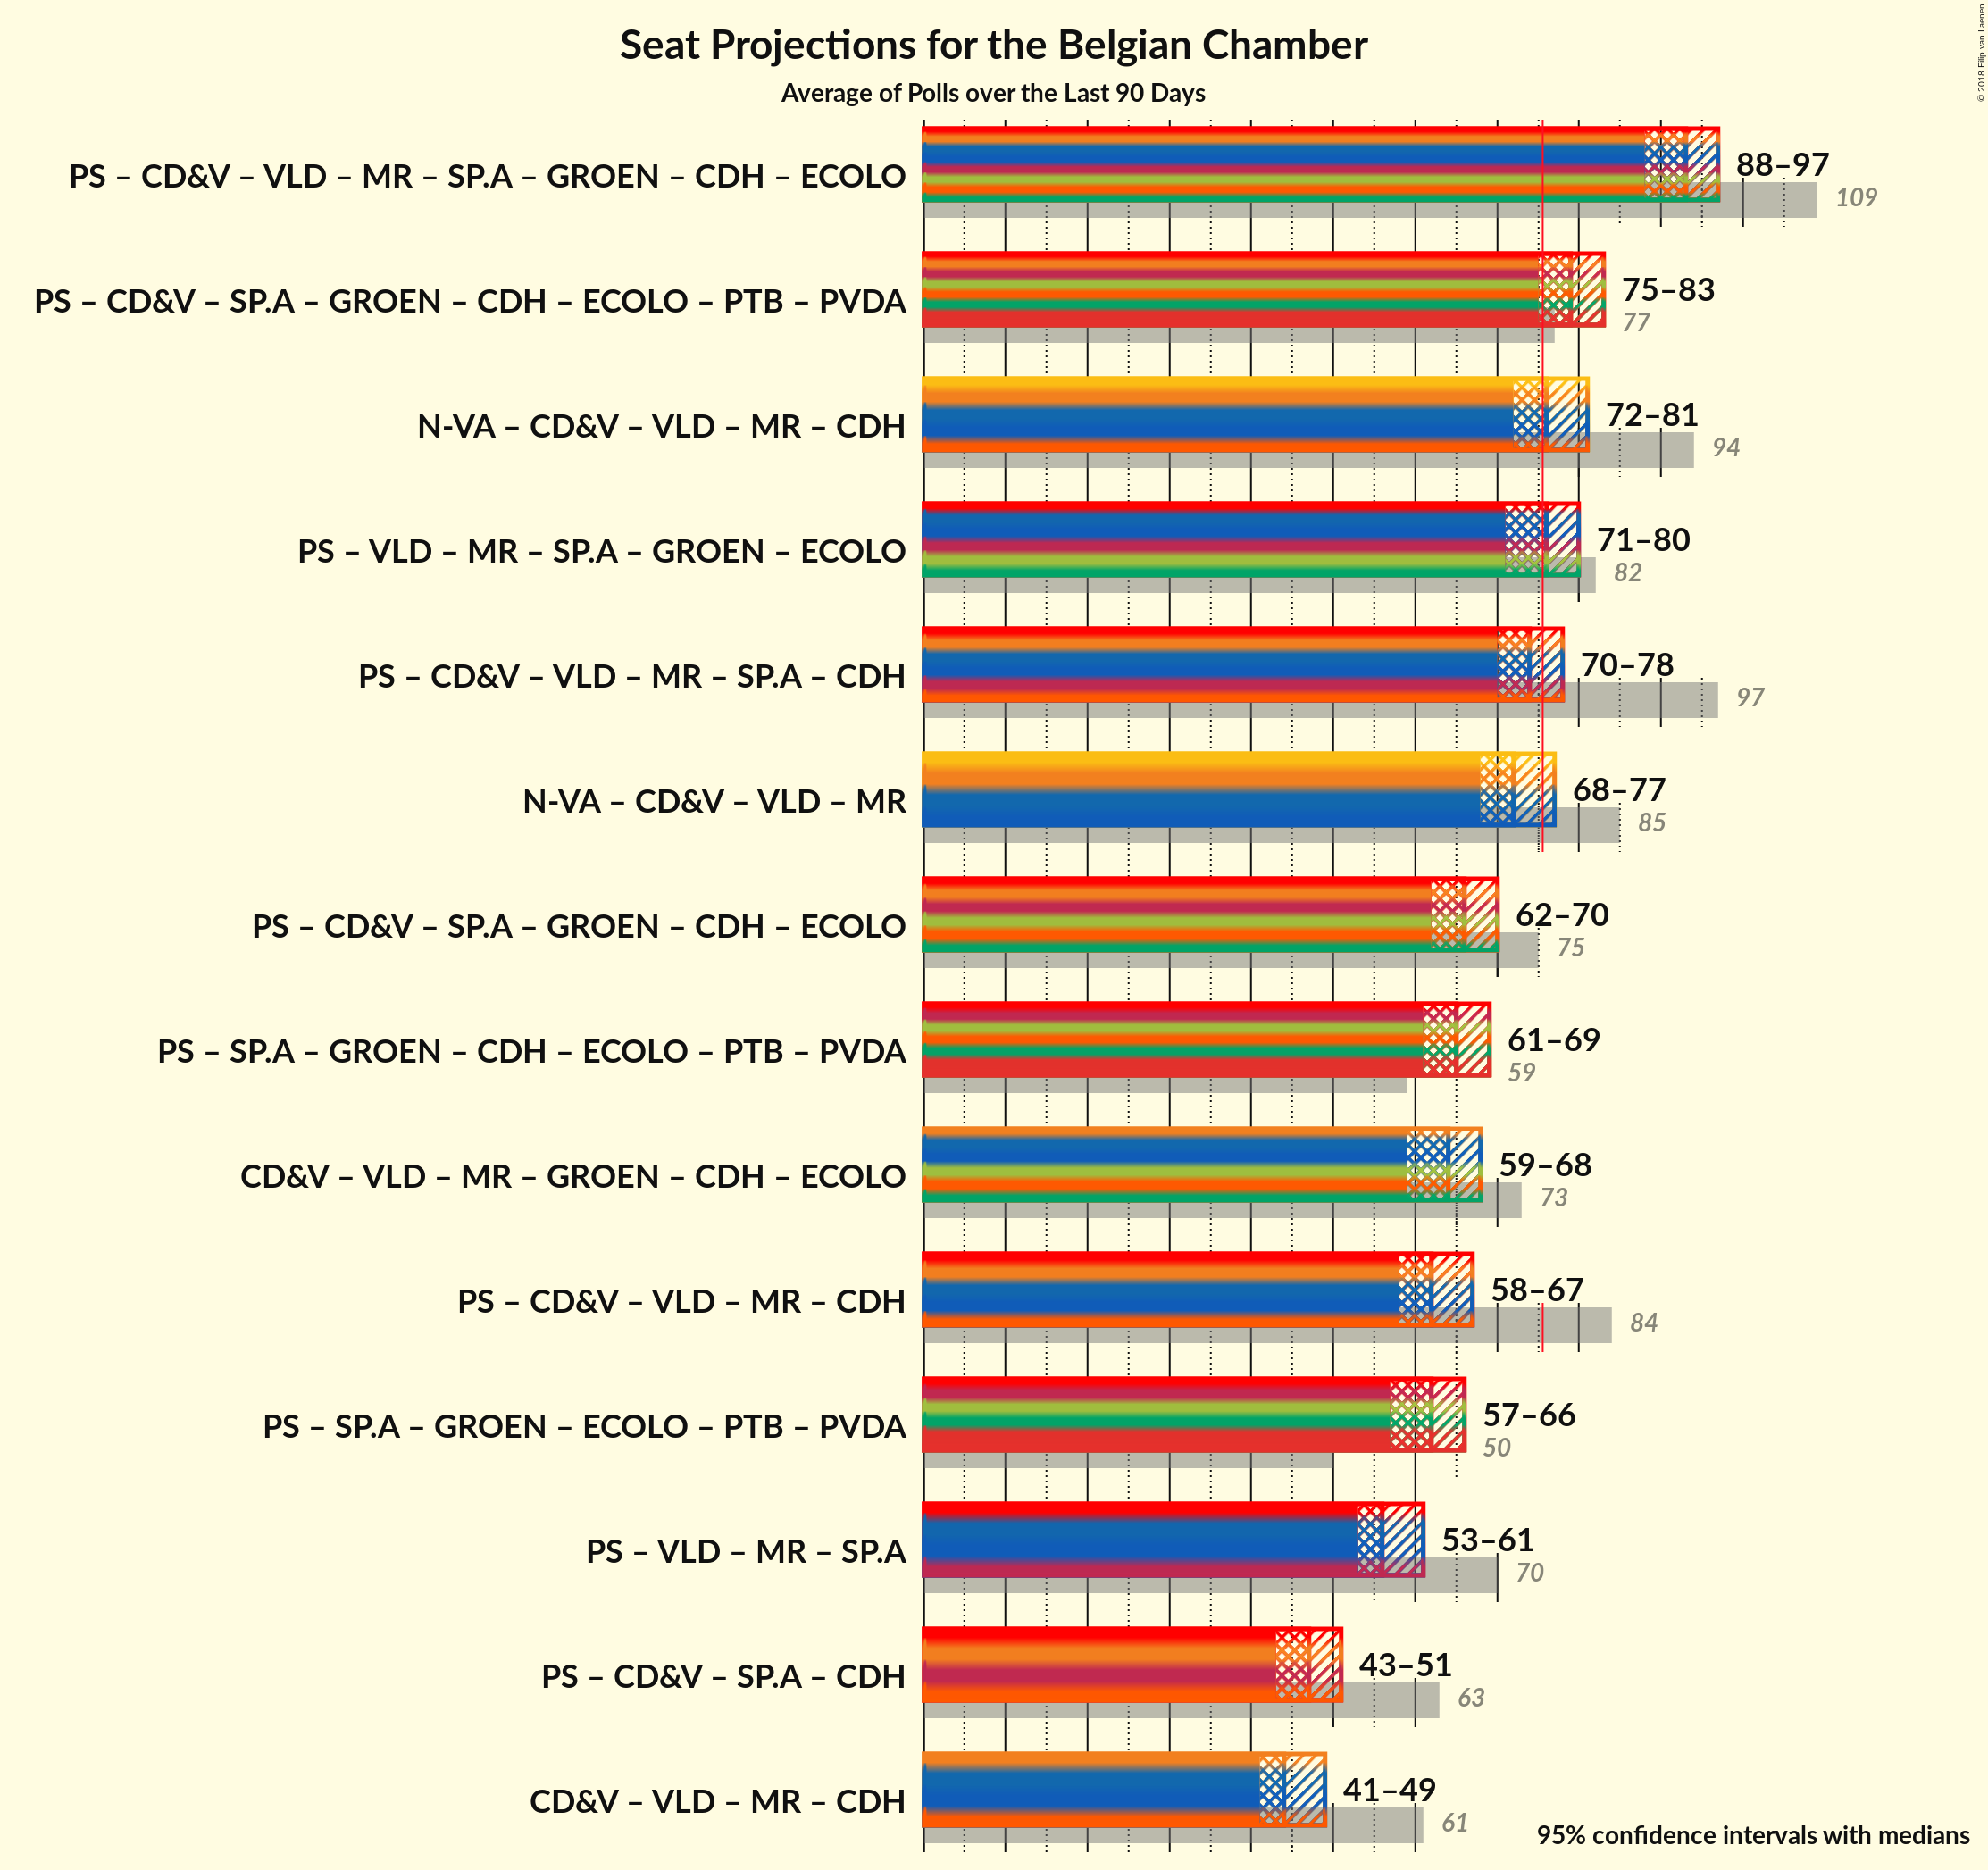 Seat Projections for the Belgian Chamber
Average of Polls over the Last 90 Days
© 2018 Filip van Laenen
PS – CD&V – VLD – MR – SP.A – GROEN – CDH – ECOLO
88–97
109
PS – CD&V – SP.A – GROEN – CDH – ECOLO – PTB – PVDA
75–83
77
N-VA – CD&V – VLD – MR – CDH
72–81
94
PS – VLD – MR – SP.A – GROEN – ECOLO
71–80
82
PS – CD&V – VLD – MR – SP.A – CDH
70–78
97
N-VA – CD&V – VLD – MR
68–77
85
PS – CD&V – SP.A – GROEN – CDH – ECOLO
62–70
75
PS – SP.A – GROEN – CDH – ECOLO – PTB – PVDA
61–69
59
CD&V – VLD – MR – GROEN – CDH – ECOLO
59–68
73
PS – CD&V – VLD – MR – CDH
58–67
84
PS – SP.A – GROEN – ECOLO – PTB – PVDA
57–66
50
PS – VLD – MR – SP.A
53–61
70
PS – CD&V – SP.A – CDH
43–51
63
CD&V – VLD – MR – CDH
41–49
61
95% confidence intervals with medians